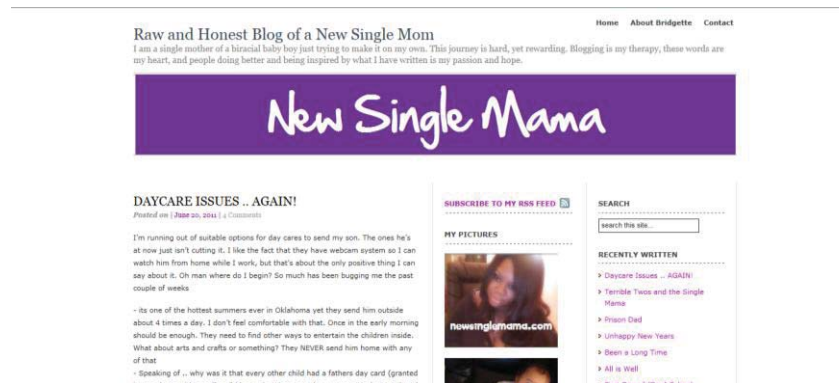 Home About Bridgette Contact
Raw and Honest Blog of a New Single Mom
I am a single mother of a biracial baby boy just trying to make it on my own. This journey is hard, yet rewarding. Blogging is my therapy, these words are
my heart, and people doing better and being inspired by what I have written is my passion and hope.
New Single Mama
DAYCARE ISSUES .. AGAIN!
Posted on | June 20, 2011 | 4 Comments
I'm running out of suitable options for day cares to send my son. The ones he's
at now just isn't cutting it. I like the fact that they have webcam system so I can
watch him from home while I work, but that's about the only positive thing I can
say about it. Oh man where do I begin? So much has been bugging me the past
couple of weeks
- its one of the hottest summers ever in Oklahoma yet they send him outside
about 4 times a day. I don't feel comfortable with that. Once in the early morning
should be enough. They need to find other ways to entertain the children inside.
What about arts and crafts or something? They NEVER send him home with any
of that
- Speaking of .. why was it that every other child had a fathers day card (granted
SUBSCRIBE TO MY RSS FEED
MY PICTURES
newsinglemama.com
SEARCH
search this site...
RECENTLY WRITTEN
> Daycare Issues .. AGAIN!
> Terrible Twos and the Single
Mama
> Prison Dad
> Unhappy New Years
> Been a Long Time
> All is Well